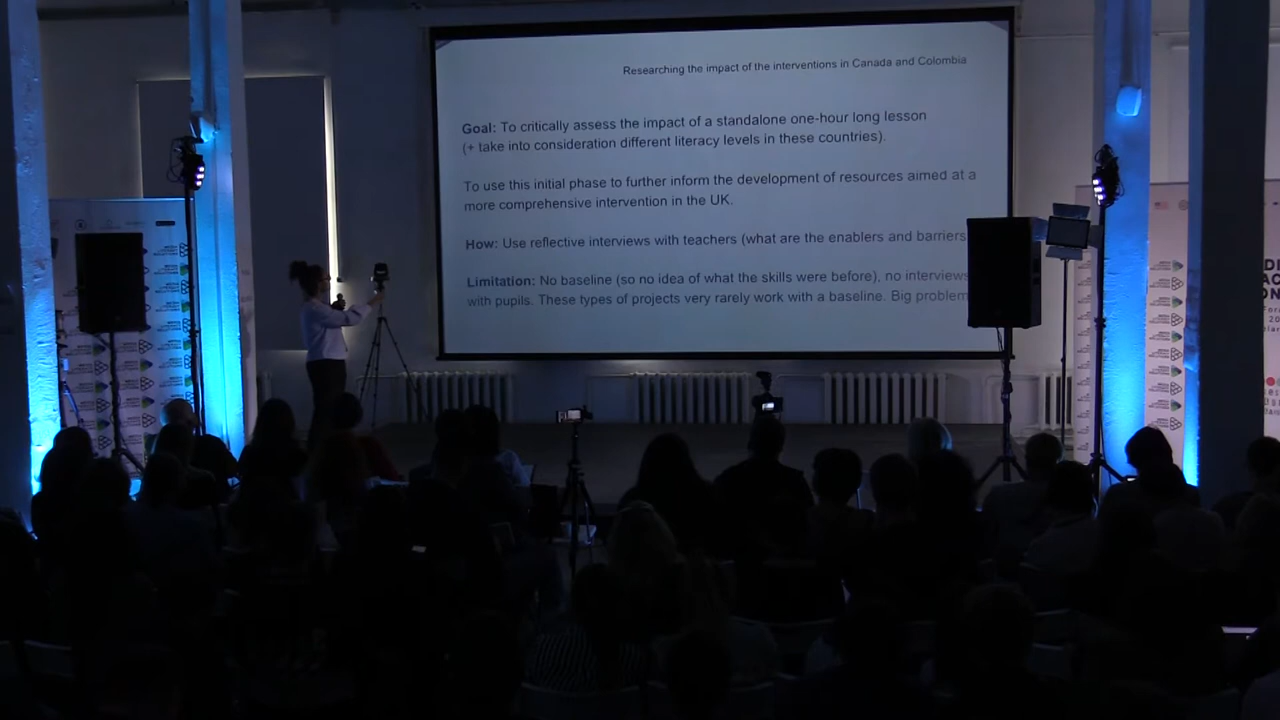 Researching the impact of the interventions in Canada and Colombia
Goal: To critically assess the impact of a standalone one-hour long lesson
(+ take into consideration different literacy levels in these countries).
To use this initial phase to further inform the development of resources aimed at a
more comprehensive intervention in the UK.
How: Use reflective interviews with teachers (what are the enablers and barriers
Limitation: No baseline (so no idea of what the skills were before), no interviews
with pupils. These types of projects very rarely work with a baseline. Big problem